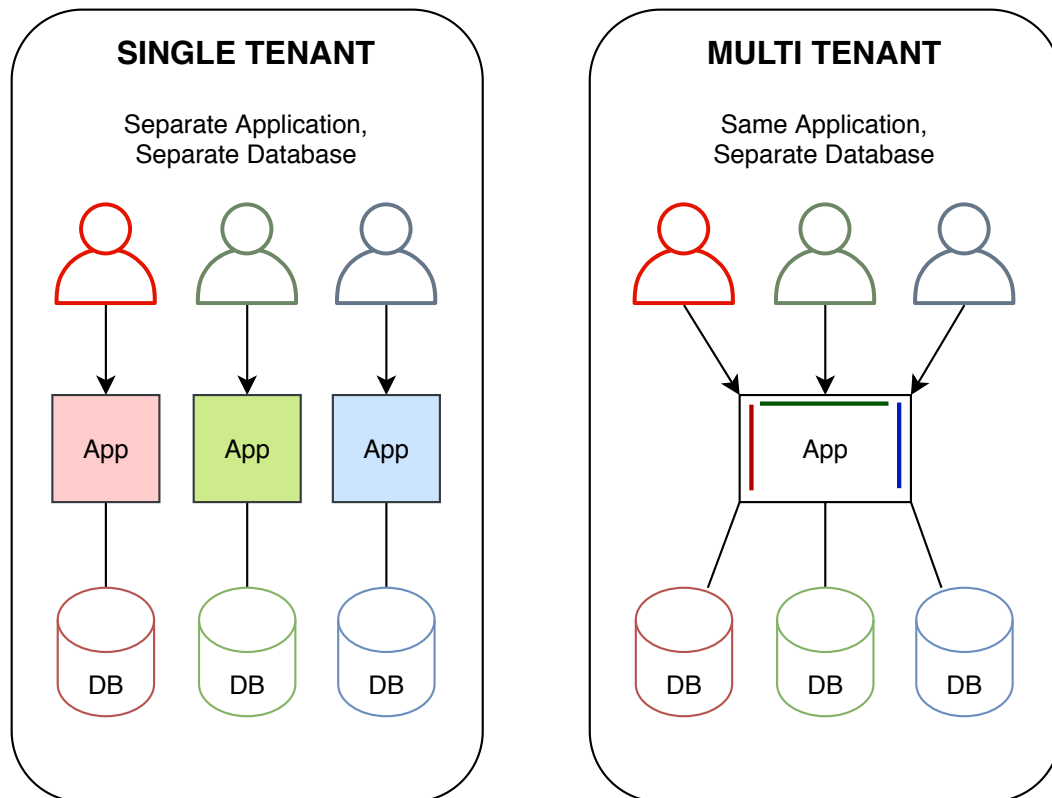 SINGLE TENANT
Separate Application,
Separate Database
App
App
App
DB
DB
DB
MULTI TENANT
Same Application,
Separate Database
App
DB
DB
DB